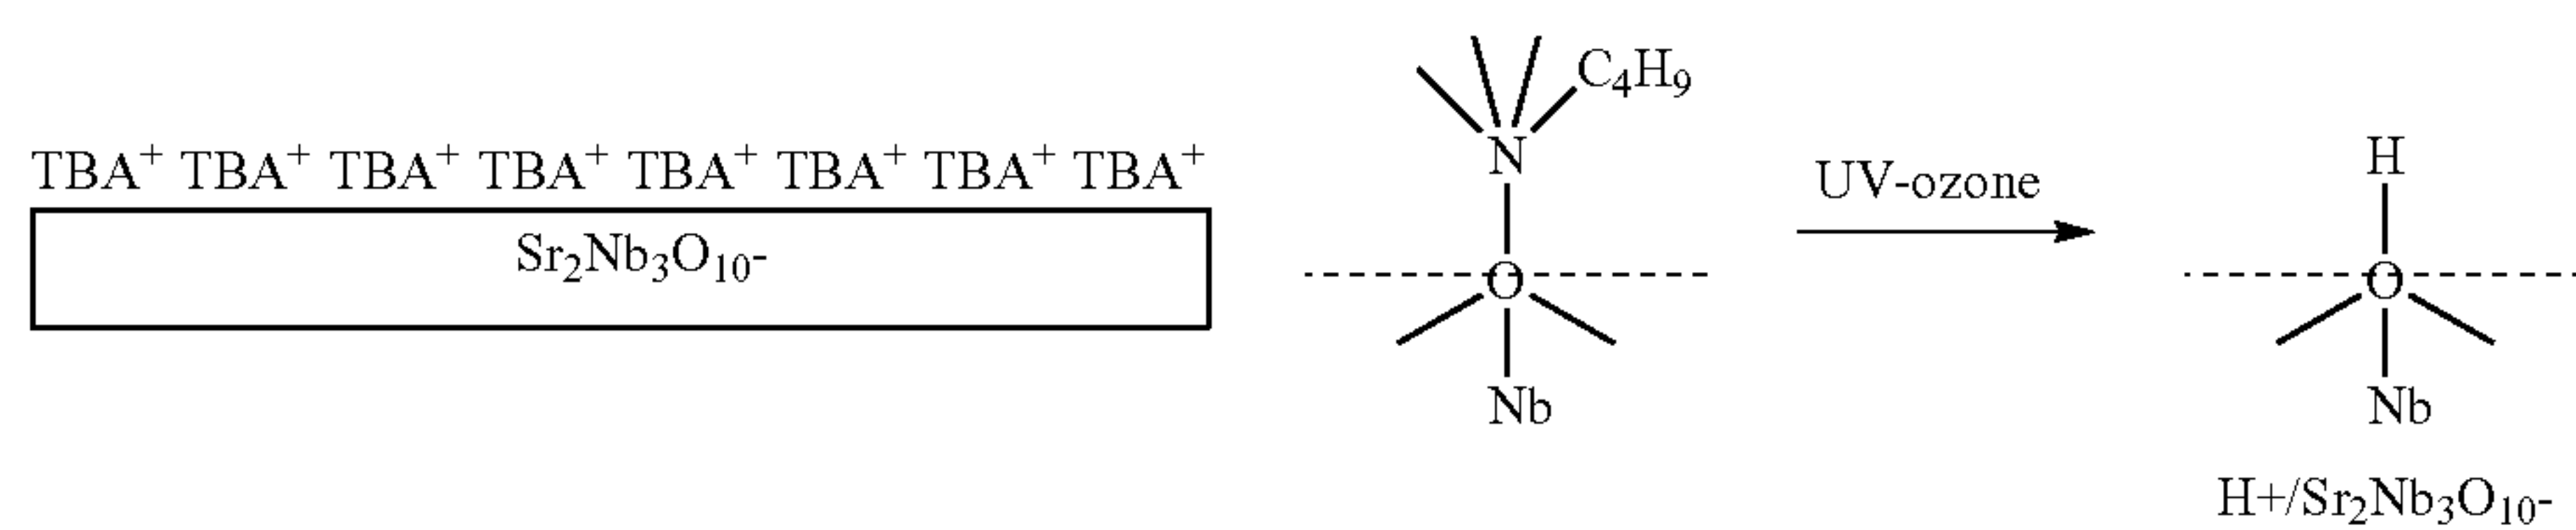 TBA⁺ TBA⁺ TBA⁺ TBA⁺ TBA⁺ TBA⁺ TBA⁺ TBA⁺
Sr₂Nb₃O₁₀-
C₄H₉
N
O
Nb
UV-ozone
H
O
Nb
H+/Sr₂Nb₃O₁₀-